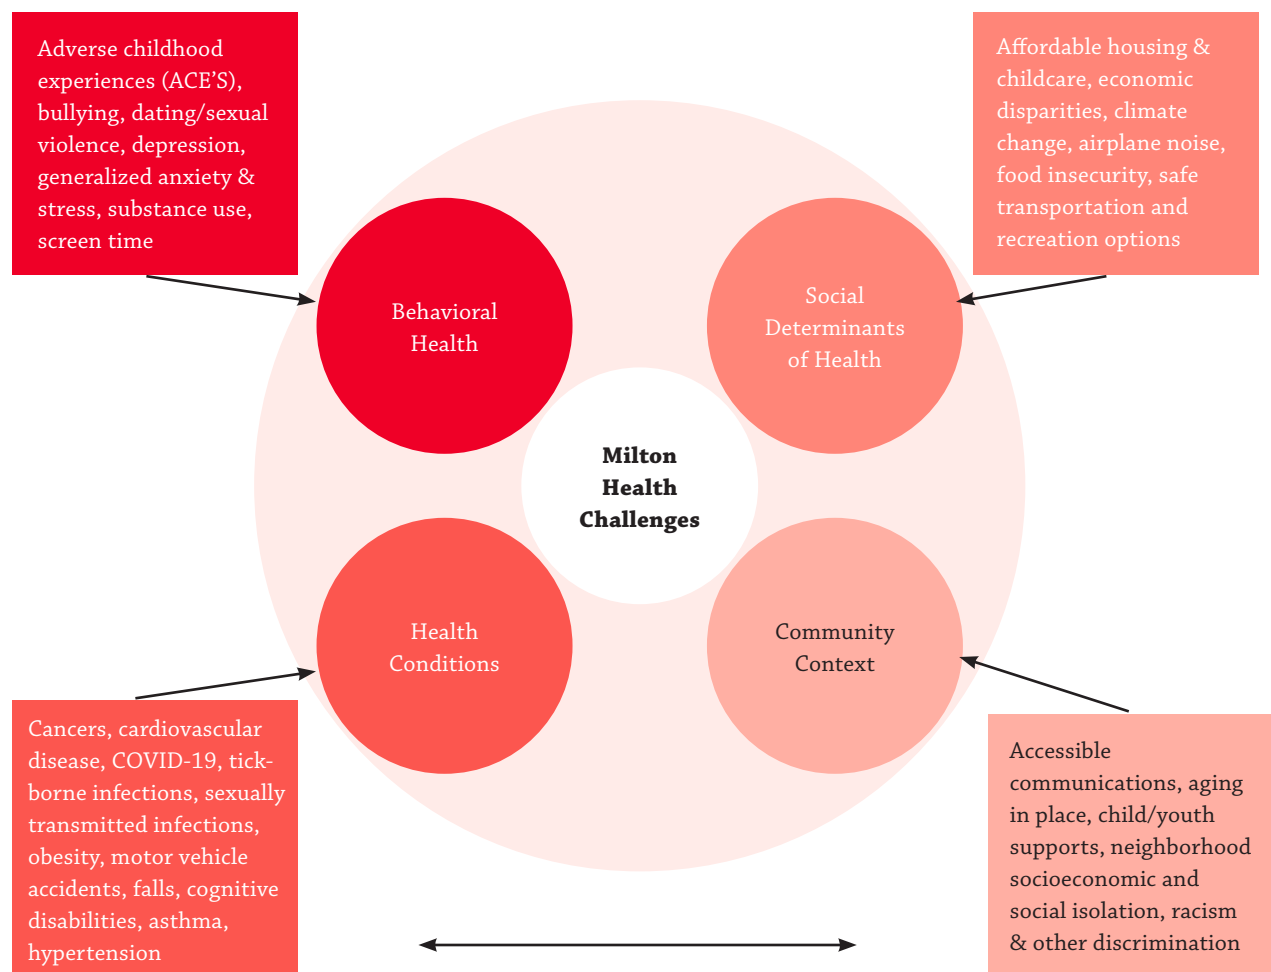 Adverse childhood
experiences (ACE'S),
bullying, dating/sexual
violence, depression,
generalized anxiety &
stress, substance use,
screen time
Affordable housing &
childcare, economic
disparities, climate
change, airplane noise,
food insecurity, safe
transportation and
recreation options
Behavioral
Health
Social
Determinants
of Health
Milton
Health
Challenges
Health
Conditions
Community
Context
Cancers, cardiovascular
disease, COVID-19, tick-
borne infections, sexually
transmitted infections,
obesity, motor vehicle
accidents, falls, cognitive
disabilities, asthma,
hypertension
Accessible
communications, aging
in place, child/youth
supports, neighborhood
socioeconomic and
social isolation, racism
& other discrimination